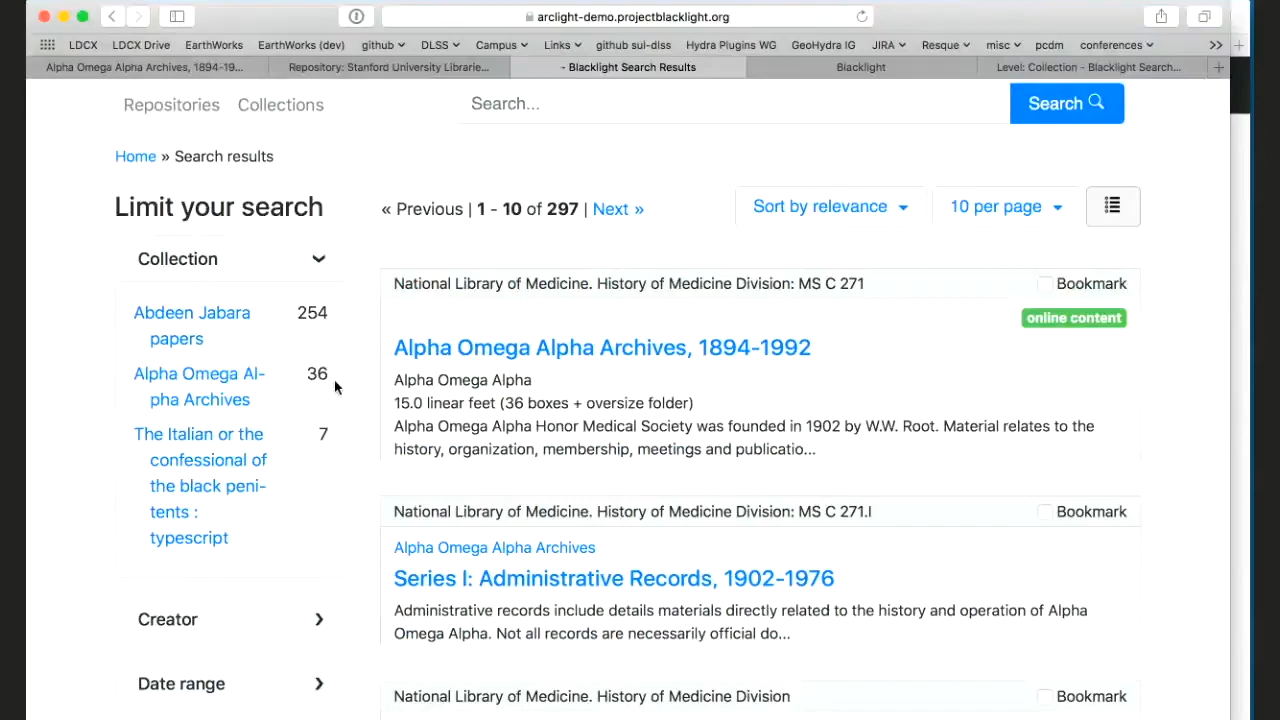 arclight-demo.projectblacklight.org
LDCX LDCX Drive EarthWorks EarthWorks (dev) github DLSS Campus Links github sul-dlss Hydra Plugins WG GeoHydra IG JIRA Resque misc pcdm conferences
Alpha Omega Alpha Archives, 1894-19... Repository: Stanford University Librarie... - Blacklight Search Results Blacklight Level: Collection - Blacklight Search...
Repositories Collections Search... Search
Home » Search results
Limit your search
« Previous | 1 - 10 of 297 | Next » Sort by relevance 10 per page
Collection
Abdeen Jabara 254
papers
Alpha Omega Al- 36
pha Archives
The Italian or the 7
confessional of
the black peni-
tents :
typescript
Creator
Date range
National Library of Medicine. History of Medicine Division: MS C 271 Bookmark
online content
Alpha Omega Alpha Archives, 1894-1992
Alpha Omega Alpha
15.0 linear feet (36 boxes + oversize folder)
Alpha Omega Alpha Honor Medical Society was founded in 1902 by W.W. Root. Material relates to the
history, organization, membership, meetings and publicatio...
National Library of Medicine. History of Medicine Division: MS C 271.I Bookmark
Alpha Omega Alpha Archives
Series I: Administrative Records, 1902-1976
Administrative records include details materials directly related to the history and operation of Alpha
Omega Alpha. Not all records are necessarily official do...
National Library of Medicine. History of Medicine Division Bookmark